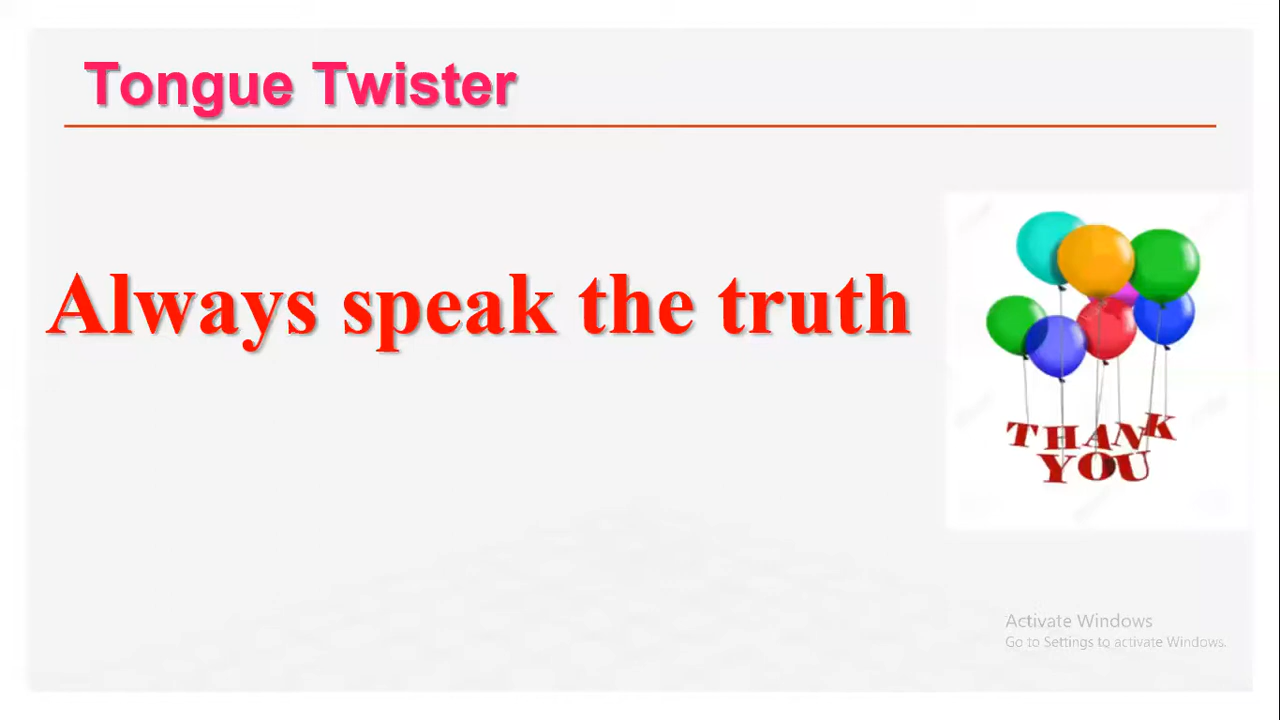 Tongue Twister
Always speak the truth
THANK
YOU
Activate Windows
Go to Settings to activate Windows.